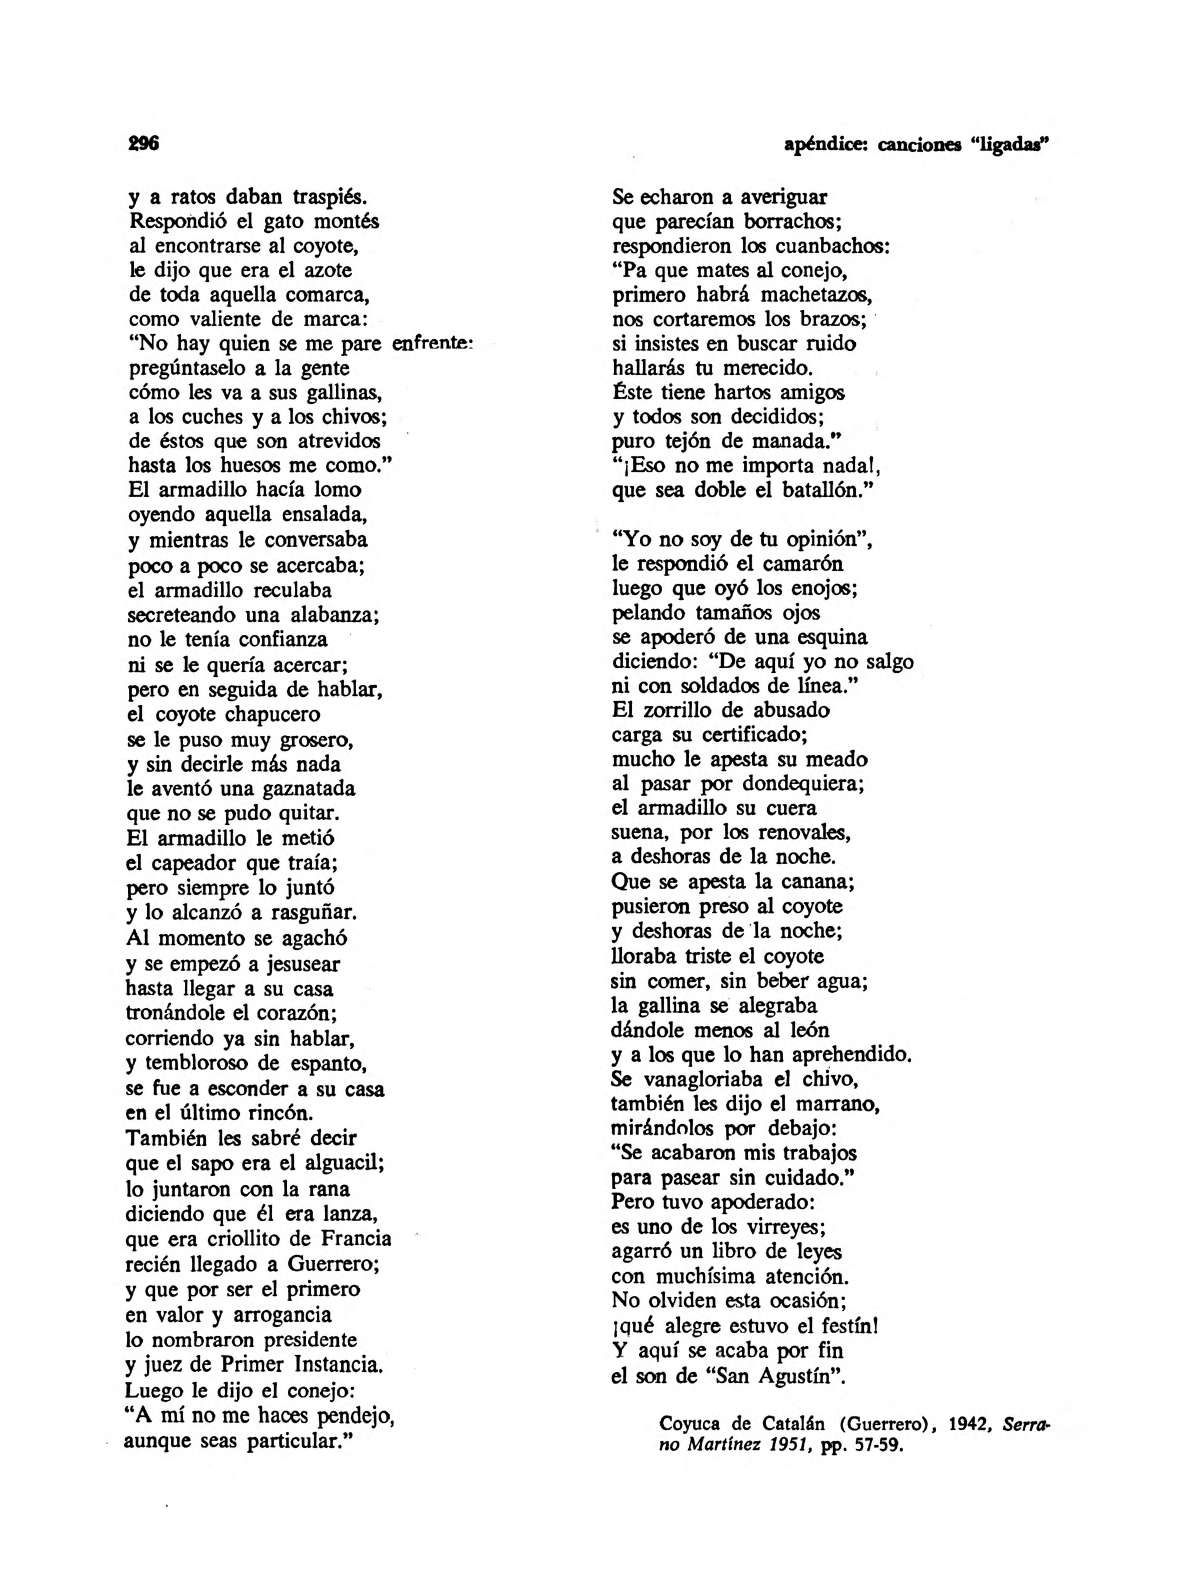 296
apéndice: canciones “ligadas”
y a ratos daban traspiés.
Respondió el gato montés
al encontrarse al coyote,
le dijo que era el azote
de toda aquella comarca,
como valiente de marca:
“No hay quien se me pare enfrente:
pregúntaselo a la gente
cómo les va a sus gallinas,
a los cuches y a los chivos;
de éstos que son atrevidos
hasta los huesos me como.”
El armadillo hacía lomo
oyendo aquella ensalada,
y mientras le conversaba
poco a poco se acercaba;
el armadillo reculaba
secreteando una alabanza;
no le tenía confianza
ni se le quería acercar;
pero en seguida de hablar,
el coyote chapucero
se le puso muy grosero,
y sin decirle más nada
le aventó una gaznatada
que no se pudo quitar.
El armadillo le metió
el capeador que traía;
pero siempre lo juntó
y lo alcanzó a rasguñar.
Al momento se agachó
y se empezó a jesusear
hasta llegar a su casa
tronándole el corazón;
corriendo ya sin hablar,
y tembloroso de espanto,
se fue a esconder a su casa
en el último rincón.
También les sabré decir
que el sapo era el alguacil;
lo juntaron con la rana
diciendo que él era lanza,
que era criollito de Francia
recién llegado a Guerrero;
y que por ser el primero
en valor y arrogancia
lo nombraron presidente
y juez de Primer Instancia.
Luego le dijo el conejo:
“A mí no me haces pendejo,
aunque seas particular.”
Se echaron a averiguar
que parecían borrachos;
respondieron los cuanbachos:
“Pa que mates al conejo,
primero habrá machetazos,
nos cortaremos los brazos;
si insistes en buscar ruido
hallarás tu merecido.
Éste tiene hartos amigos
y todos son decididos;
puro tejón de manada.”
“¡Eso no me importa nada!,
que sea doble el batallón.”
“Yo no soy de tu opinión”,
le respondió el camarón
luego que oyó los enojos;
pelando tamaños ojos
se apoderó de una esquina
diciendo: “De aquí yo no salgo
ni con soldados de línea.”
El zorrillo de abusado
carga su certificado;
mucho le apesta su meado
al pasar por dondequiera;
el armadillo su cuera
suena, por los renovales,
a deshoras de la noche.
Que se apesta la canana;
pusieron preso al coyote
y deshoras de la noche;
lloraba triste el coyote
sin comer, sin beber agua;
la gallina se alegraba
dándole menos al león
y a los que lo han aprehendido.
Se vanagloriaba el chivo,
también les dijo el marrano,
mirándolos por debajo:
“Se acabaron mis trabajos
para pasear sin cuidado.”
Pero tuvo apoderado:
es uno de los virreyes;
agarró un libro de leyes
con muchísima atención.
No olviden esta ocasión;
¡qué alegre estuvo el festín!
Y aquí se acaba por fin
el son de “San Agustín”.
Coyuca de Catalán (Guerrero), 1942, Serra-
no Martínez 1951, pp. 57-59.